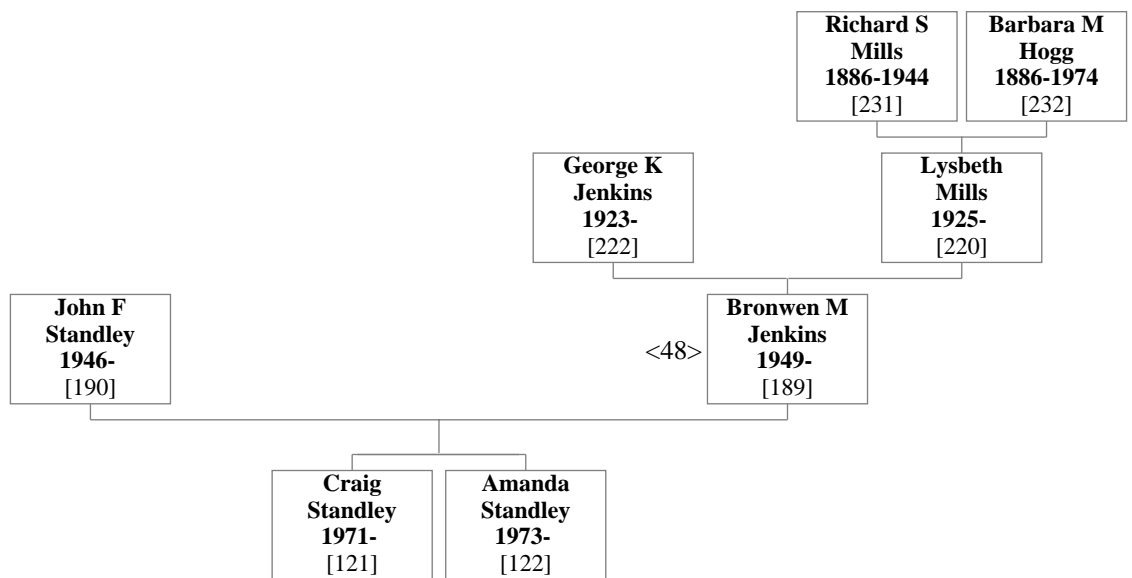 Richard S
Mills
1886-1944
[231]
Barbara M
Hogg
1886-1974
[232]
George K
Jenkins
1923-
[222]
Lysbeth
Mills
1925-
[220]
John F
Standley
1946-
[190]
<48>
Bronwen M
Jenkins
1949-
[189]
Craig
Standley
1971-
[121]
Amanda
Standley
1973-
[122]